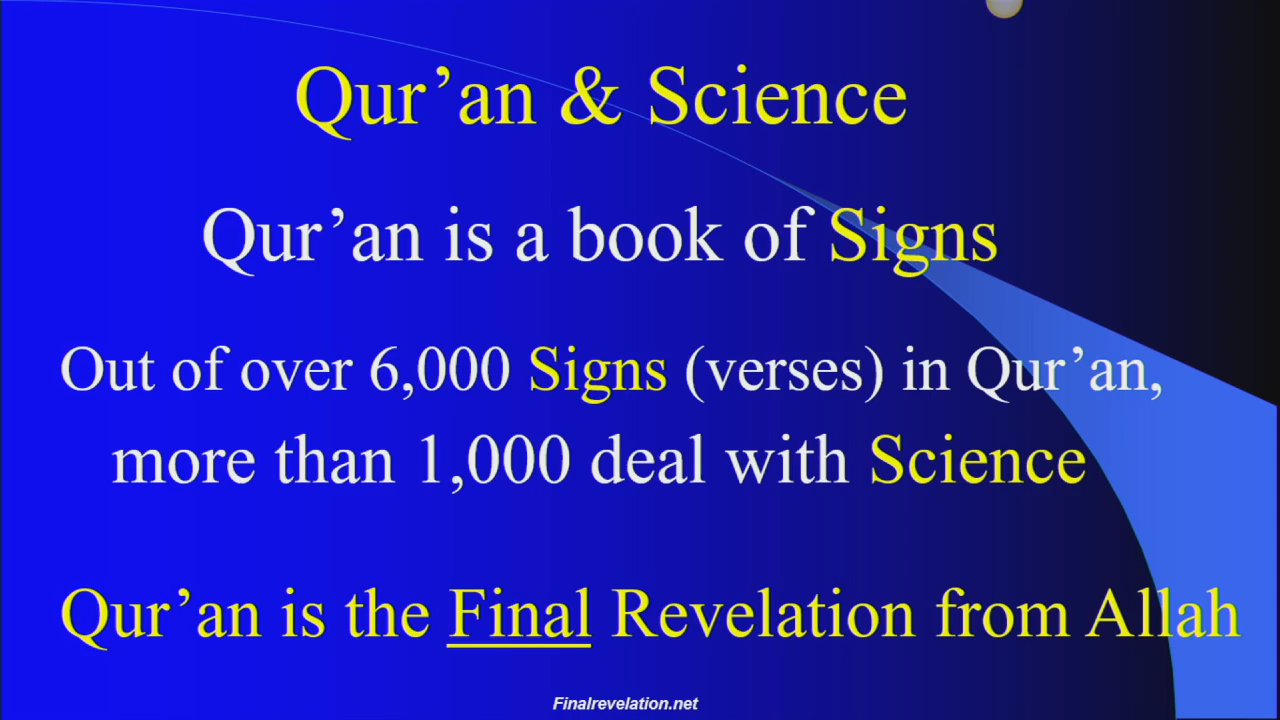 Qur’an & Science
Qur’an is a book of Signs
Out of over 6,000 Signs (verses) in Qur’an,
more than 1,000 deal with Science
Qur’an is the Final Revelation from Allah
Finalrevelation.net